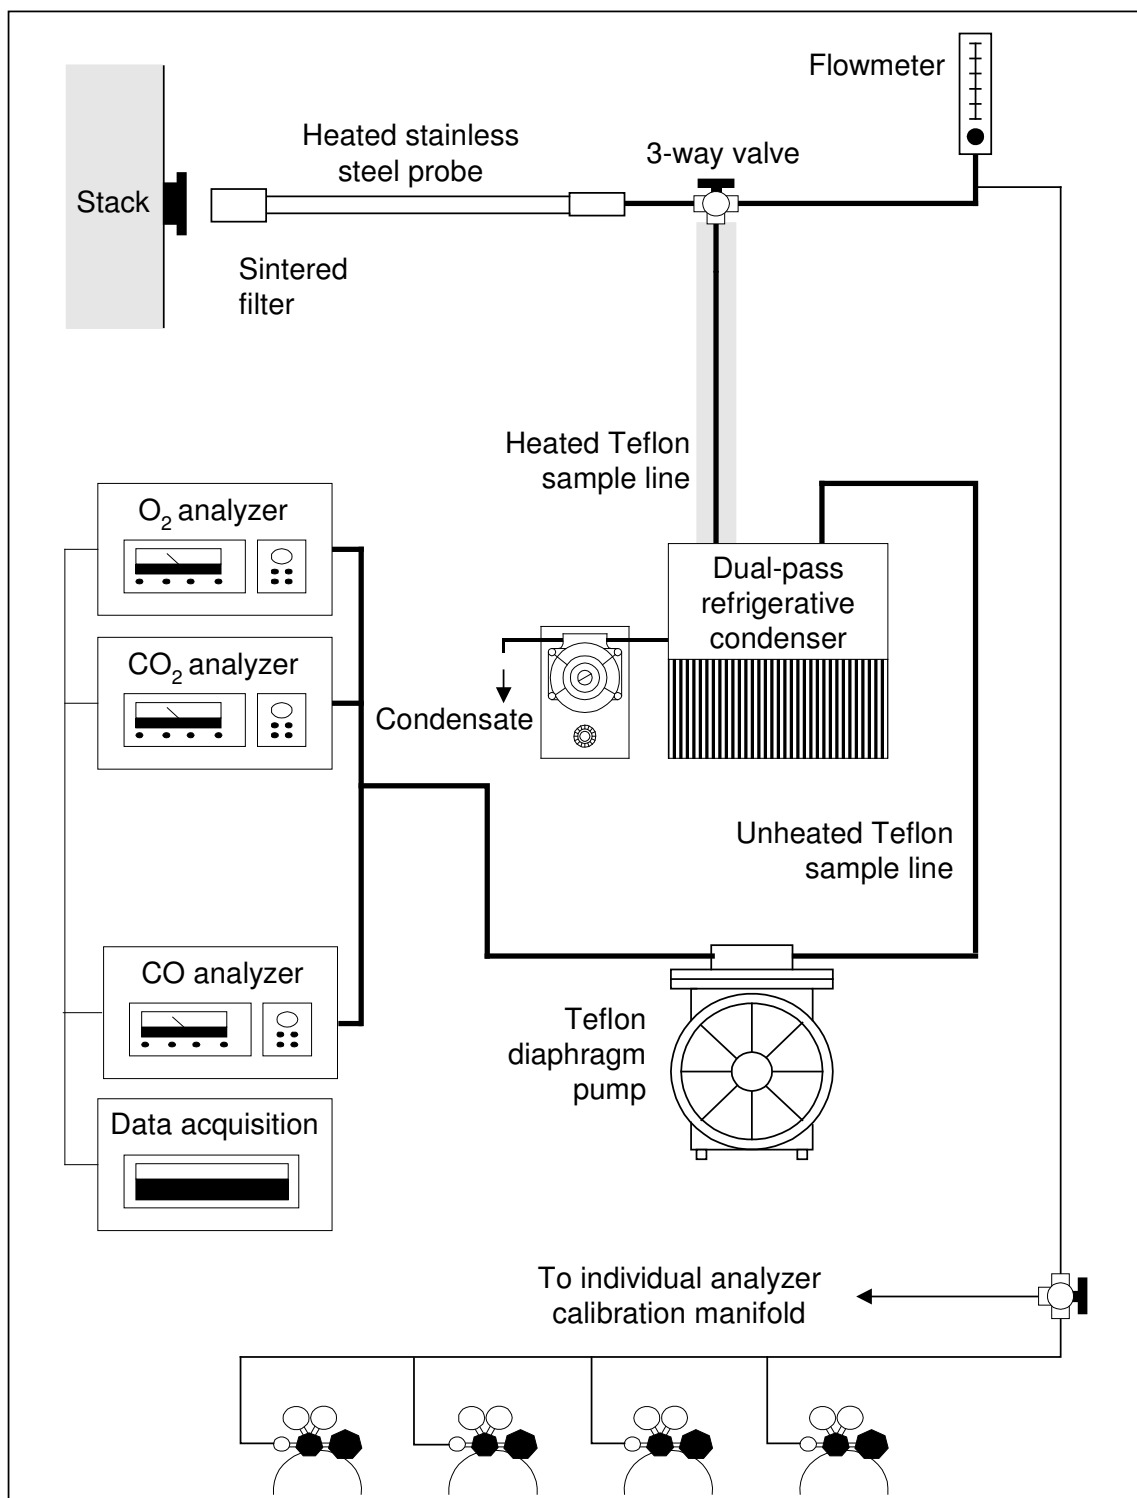 Flowmeter
Heated stainless
steel probe
3-way valve
Stack
Sintered
filter
Heated Teflon
sample line
O2 analyzer
Dual-pass
refrigerative
condenser
CO2 analyzer
Condensate
Unheated Teflon
sample line
CO analyzer
Teflon
diaphragm
pump
Data acquisition
To individual analyzer
calibration manifold